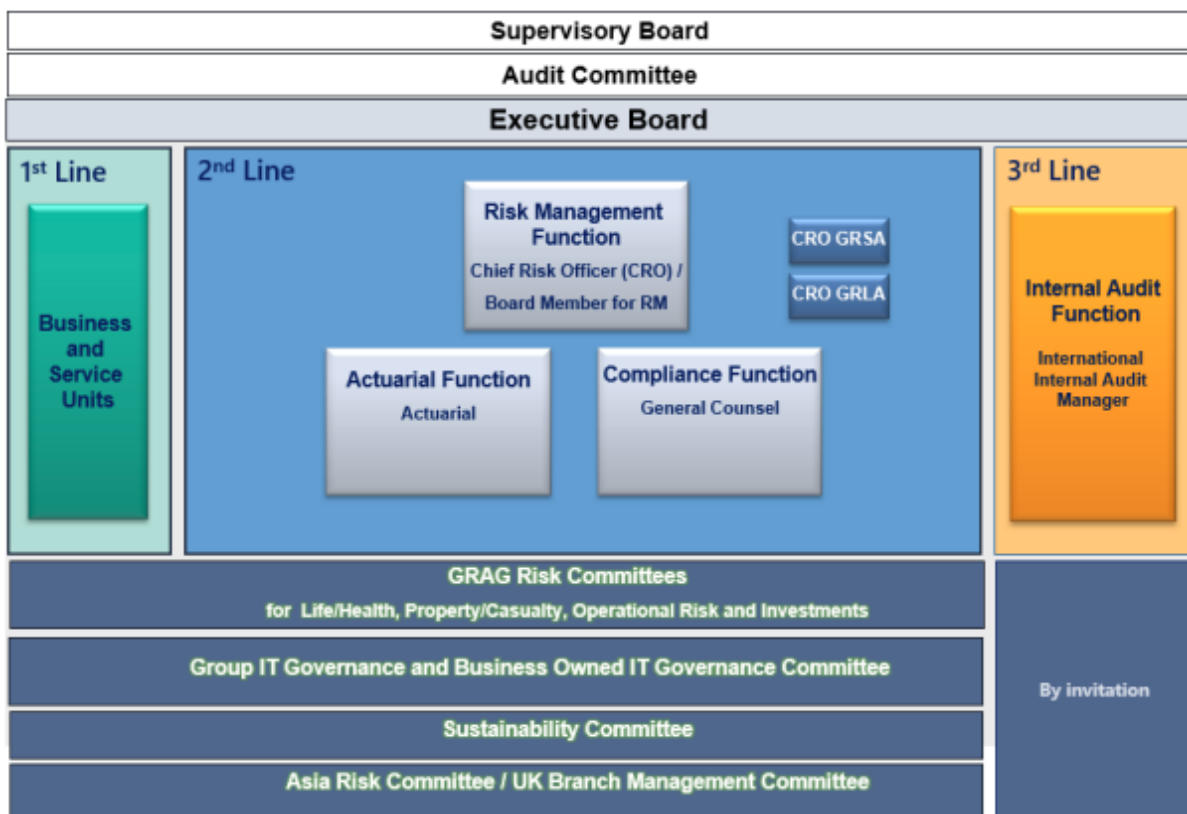 Supervisory Board
Audit Committee
Executive Board
1st Line
Business
and
Service
Units
2nd Line
Risk Management
Function
Chief Risk Officer (CRO) /
Board Member for RM
CRO GRSA
CRO GRLA
Actuarial Function
Actuarial
Compliance Function
General Counsel
3rd Line
Internal Audit
Function
International
Internal Audit
Manager
GRAG Risk Committees
for Life/Health, Property/Casualty, Operational Risk and Investments
Group IT Governance and Business Owned IT Governance Committee
Sustainability Committee
Asia Risk Committee / UK Branch Management Committee
By invitation